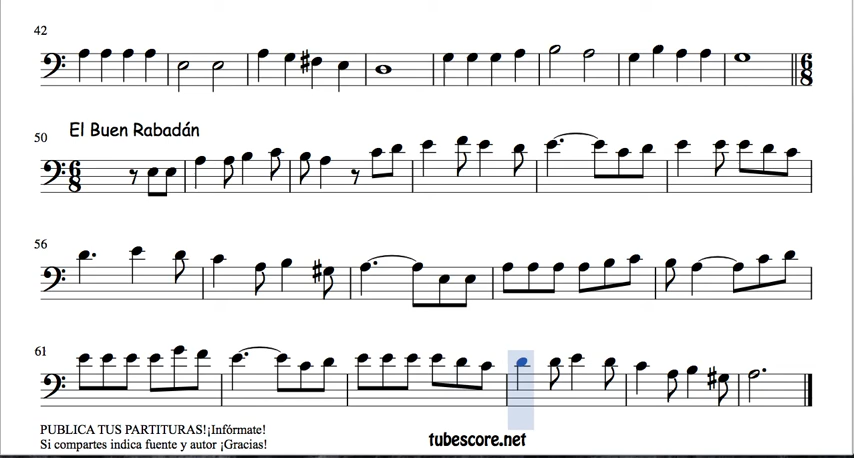 42
6
8
50
El Buen Rabadán
6
8
56
61
PUBLICA TUS PARTITURAS!¡Infórmate!
Si compartes indica fuente y autor ¡Gracias!
tubescore.net